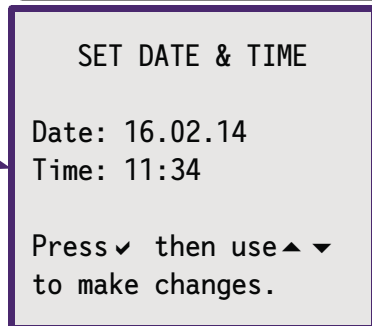 SET DATE & TIME
Date: 16.02.14
Time: 11:34
Press ✓ then use ▲ ▼
to make changes.